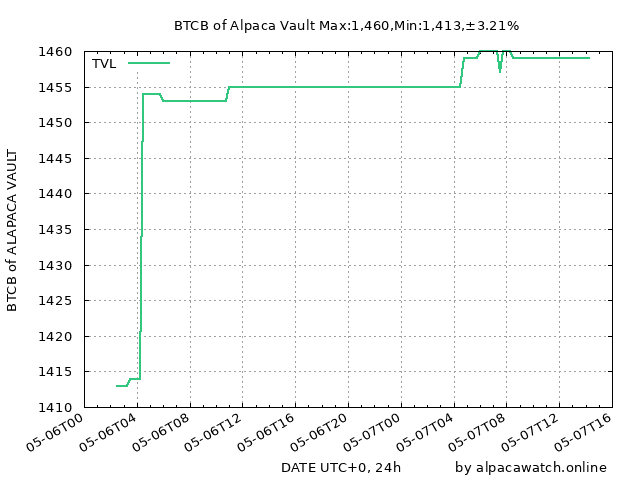 BTCB of Alpaca Vault Max:1,460,Min:1,413,±3.21%
TVL
1460
1455
1450
1445
1440
1435
1430
1425
1420
1415
1410
BTCB of ALAPACA VAULT
05-06T00
05-06T04
05-06T08
05-06T12
05-06T16
05-06T20
05-07T00
05-07T04
05-07T08
05-07T12
05-07T16
DATE UTC+0, 24h
by alpacawatch.online